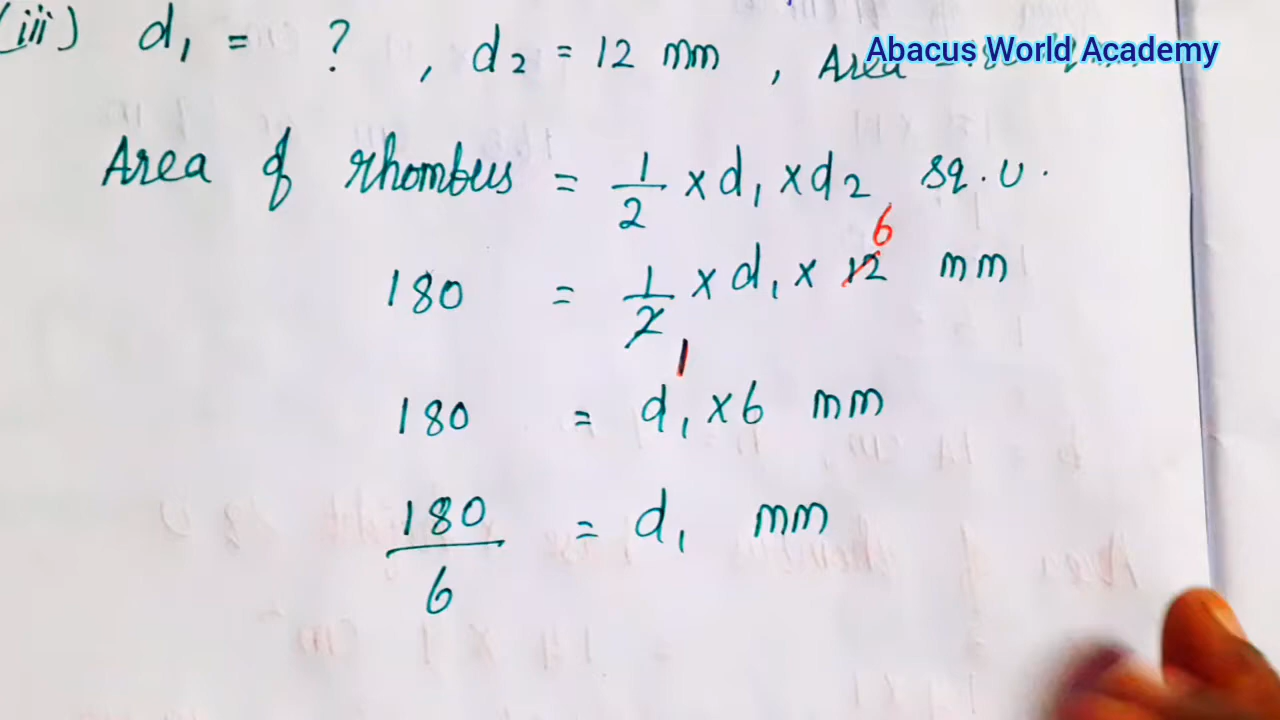 (iii) d₁ = ? , d₂ = 12 mm , Area
Abacus World Academy
Area of rhombus = 1/2 × d₁ × d₂ sq. u.
6
180 = 1/2 × d₁ × 12 mm
1
180 = d₁ × 6 mm
180/6 = d₁ mm